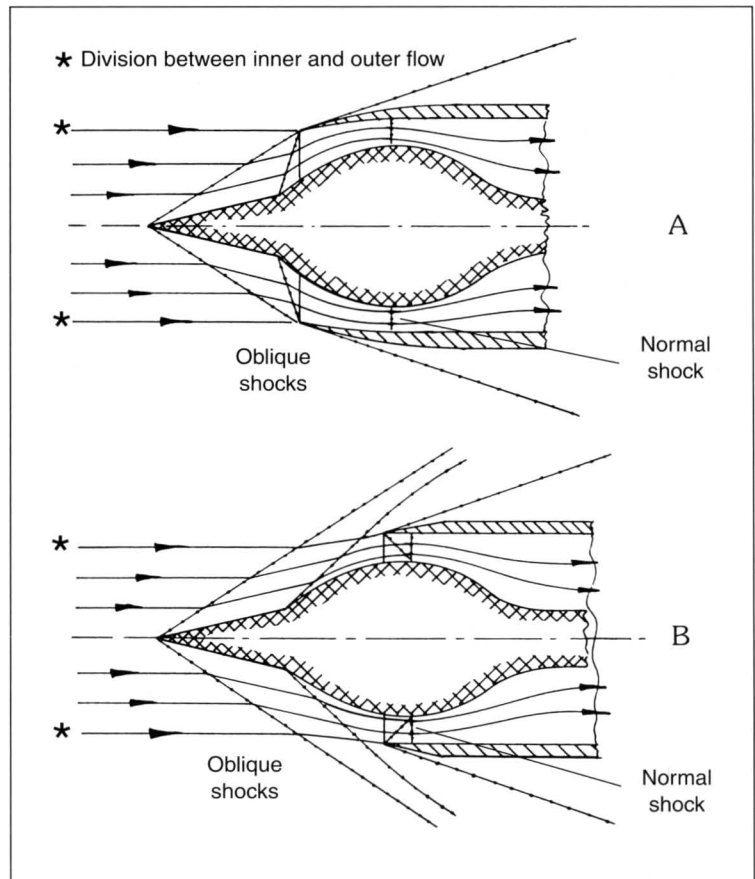 * Division between inner and outer flow
*
A
*
Oblique
shocks
Normal
shock
*
B
*
Oblique
shocks
Normal
shock